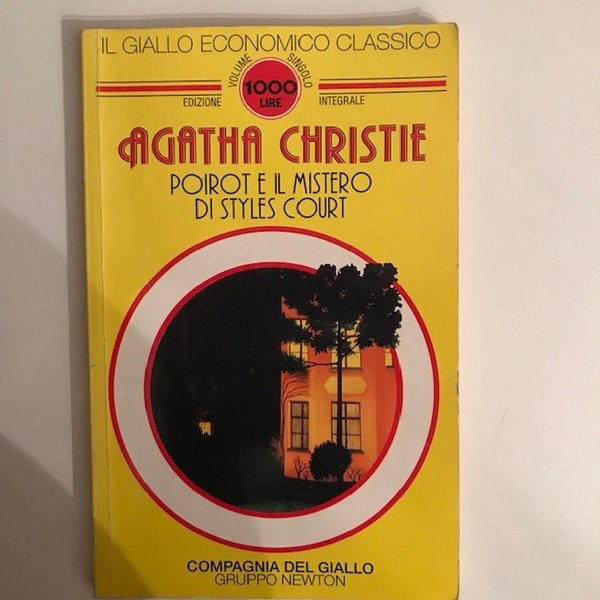 IL GIALLO ECONOMICO CLASSICO
VOLUME SINGOLO
1000
LIRE
EDIZIONE INTEGRALE
AGATHA CHRISTIE
POIROT E IL MISTERO
DI STYLES COURT
COMPAGNIA DEL GIALLO
GRUPPO NEWTON